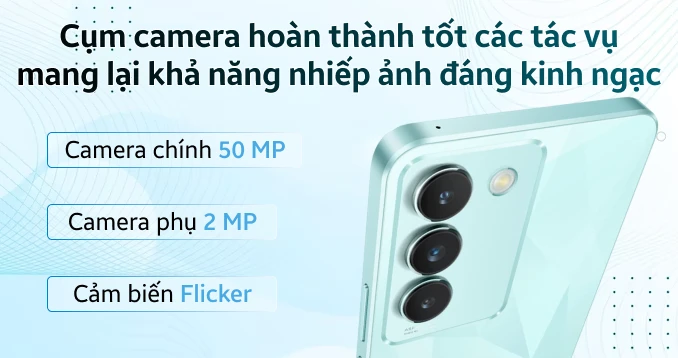 Cụm camera hoàn thành tốt các tác vụ
mang lại khả năng nhiếp ảnh đáng kinh ngạc
Camera chính 50 MP
Camera phụ 2 MP
Cảm biến Flicker